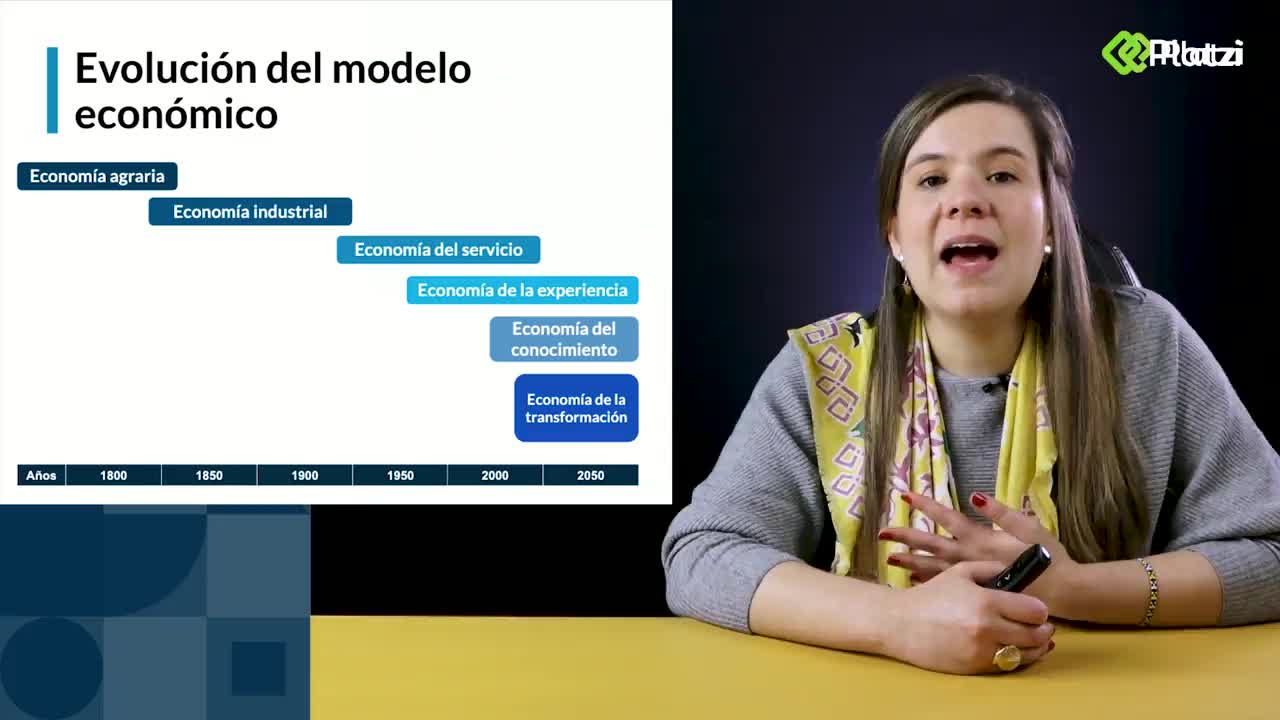 Evolución del modelo
económico
Economía agraria
Economía industrial
Economía del servicio
Economía de la experiencia
Economía del
conocimiento
Economía de la
transformación
Años 1800 1850 1900 1950 2000 2050
Platzi